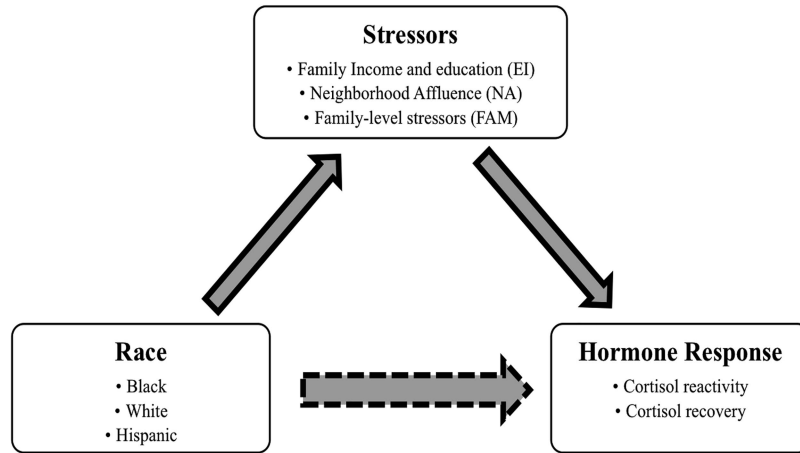 Stressors
• Family Income and education (EI)
• Neighborhood Affluence (NA)
• Family-level stressors (FAM)
Race
• Black
• White
• Hispanic
Hormone Response
• Cortisol reactivity
• Cortisol recovery